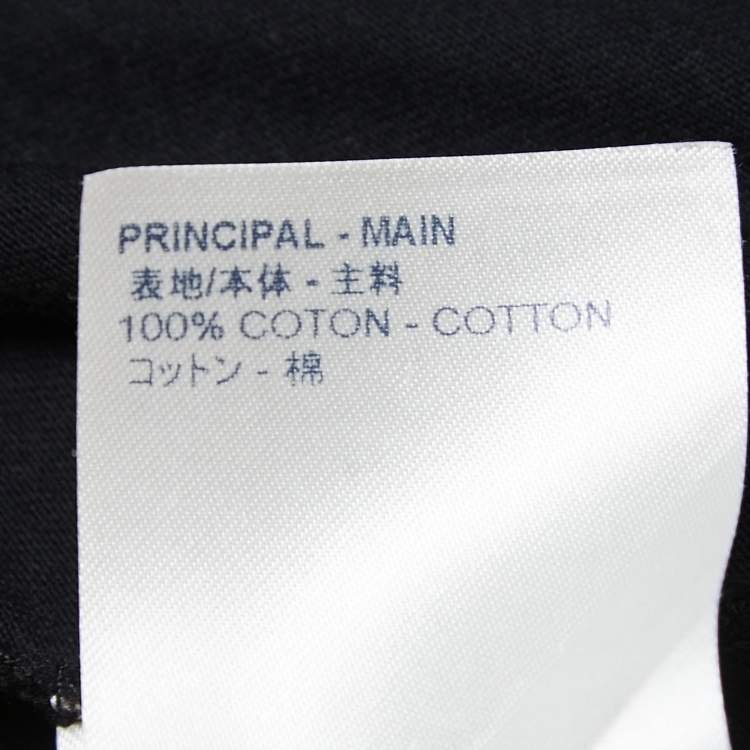 PRINCIPAL - MAIN
表地/本体 - 主料
100% COTON - COTTON
コットン - 棉